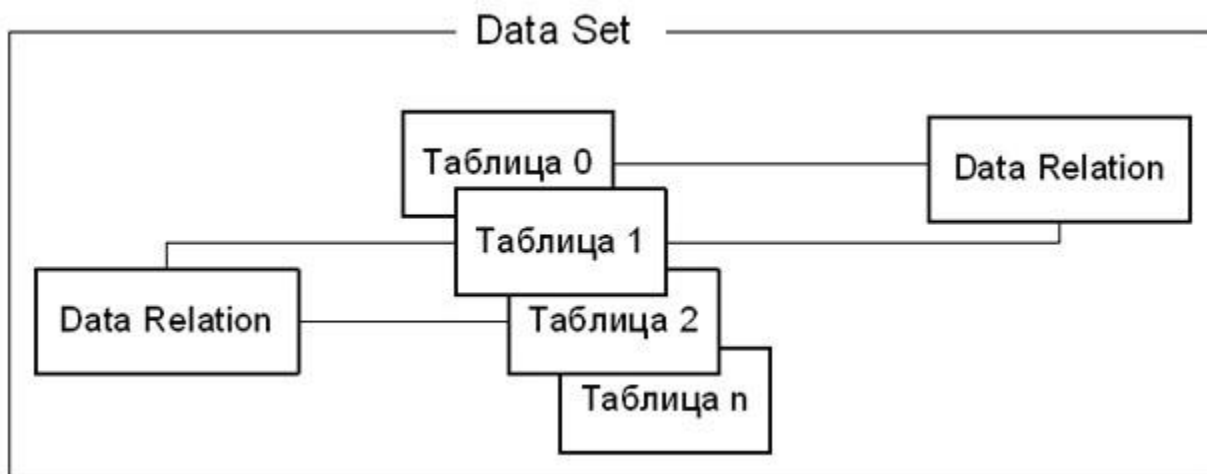 Data Set
Таблица 0
Data Relation
Таблица 1
Data Relation
Таблица 2
Таблица n